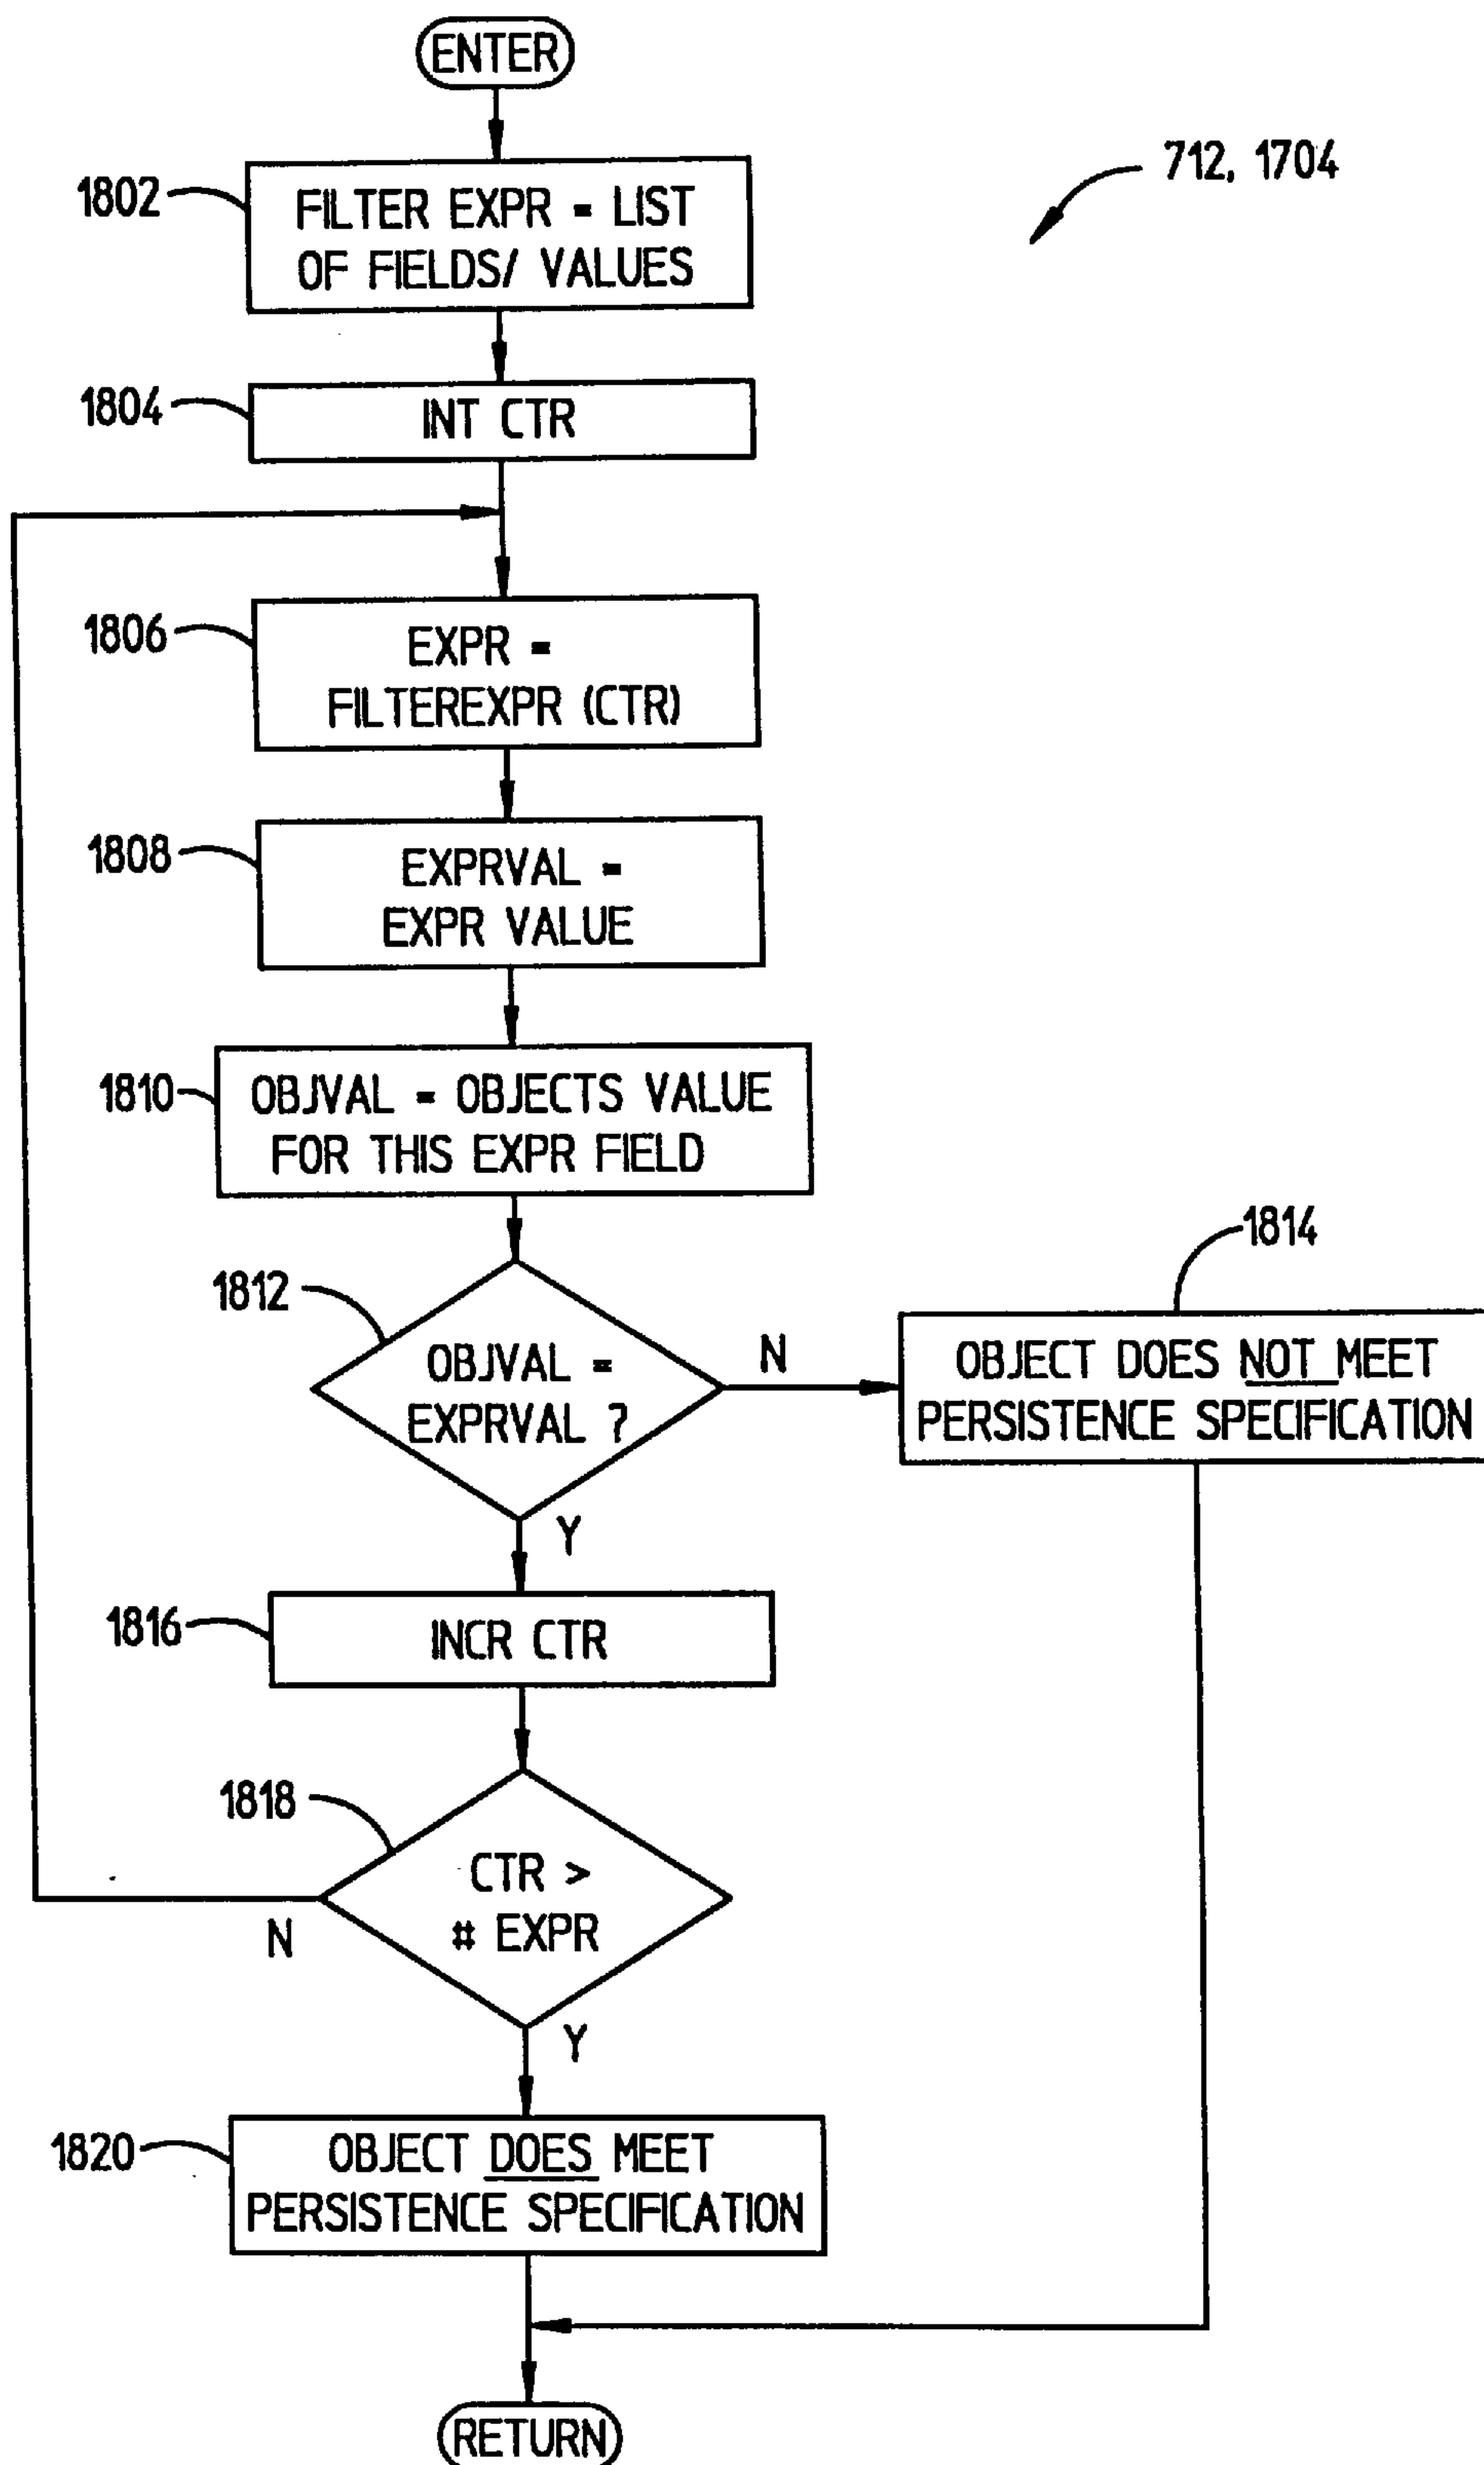 ENTER
712, 1704
1802
FILTER EXPR = LIST
OF FIELDS/ VALUES
1804
INT CTR
1806
EXPR =
FILTEREXPR (CTR)
1808
EXPRVAL =
EXPR VALUE
1810
OBJVAL = OBJECTS VALUE
FOR THIS EXPR FIELD
1812
OBJVAL =
EXPRVAL ?
N
1814
OBJECT DOES NOT MEET
PERSISTENCE SPECIFICATION
Y
1816
INCR CTR
1818
CTR >
# EXPR
N
Y
1820
OBJECT DOES MEET
PERSISTENCE SPECIFICATION
RETURN